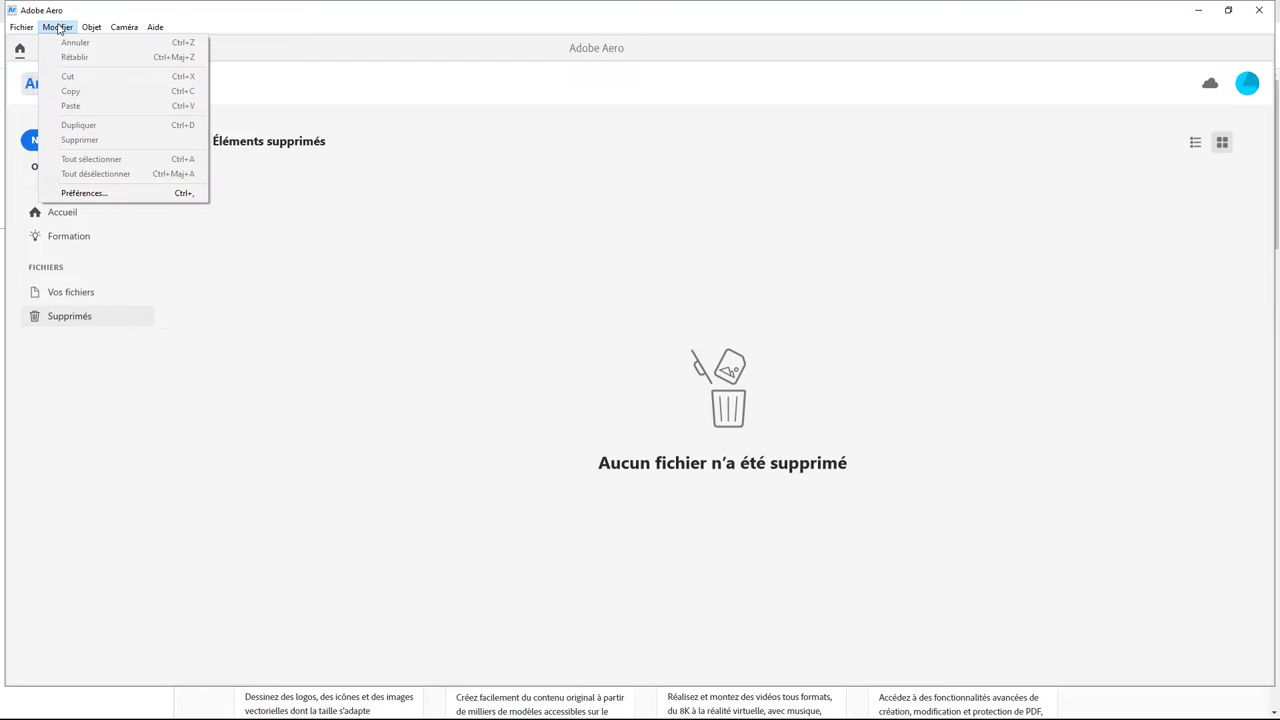 Ar Adobe Aero
Fichier Modifier Objet Caméra Aide
Annuler Ctrl+Z
Rétablir Ctrl+Maj+Z
Cut Ctrl+X
Copy Ctrl+C
Paste Ctrl+V
Dupliquer Ctrl+D
Supprimer
Tout sélectionner Ctrl+A
Tout désélectionner Ctrl+Maj+A
Préférences... Ctrl+,
Adobe Aero
Éléments supprimés
Accueil
Formation
FICHIERS
Vos fichiers
Supprimés
Aucun fichier n’a été supprimé
Dessinez des logos, des icônes et des images
vectorielles dont la taille s'adapte
Créez facilement du contenu original à partir
de milliers de modèles accessibles sur le
Réalisez et montez des vidéos tous formats,
du 8K à la réalité virtuelle, avec musique,
Accédez à des fonctionnalités avancées de
création, modification et protection de PDF,